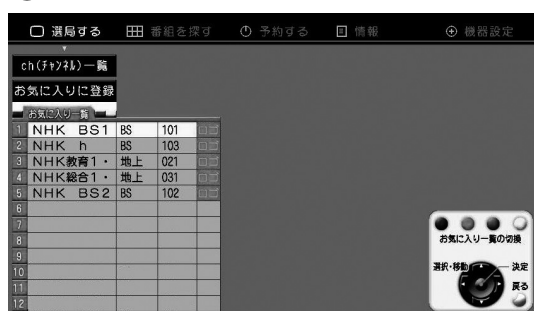 選局する 番組を探す 予約する 情報 機器設定
ch(ﾁｬﾝﾈﾙ)一覧
お気に入りに登録
お気に入り一覧
1 NHK BS1 BS 101
2 NHK h BS 103
3 NHK教育1・ 地上 021
4 NHK総合1・ 地上 031
5 NHK BS2 BS 102
6
7
8
9
10
11
12
お気に入り一覧の切換
選択・移動 決定
戻る